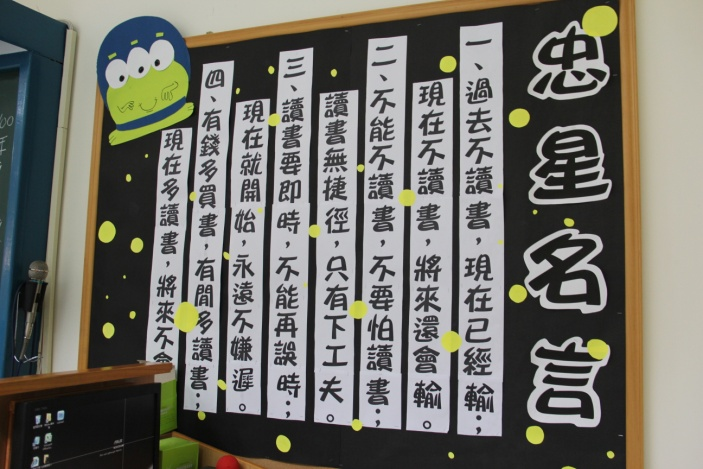 忠星名言
一、過去不讀書，現在已經輸；
現在不讀書，將來還會輸。
二、不能不讀書，不要怕讀書；
讀書無捷徑，只有下工夫。
三、讀書要即時，不能再誤時；
現在就開始，永遠不嫌遲。
四、有錢多買書，有閒多讀書；
現在多讀書，將來不會